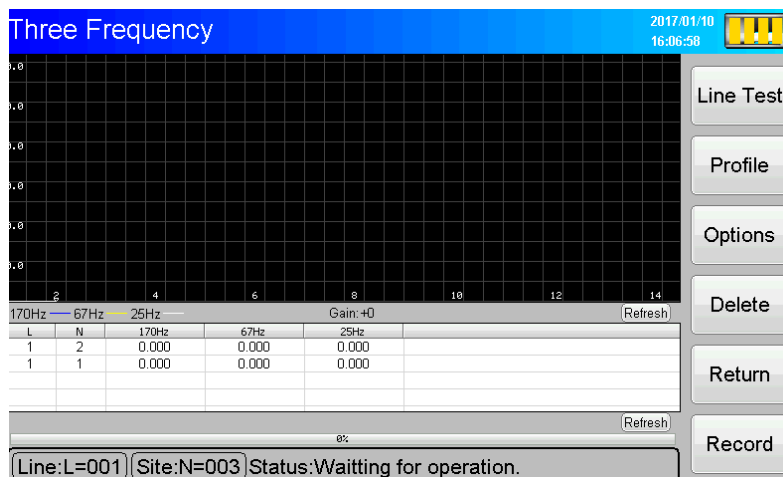 Three Frequency
2017/01/10
16:06:58
Line Test
Profile
Options
Delete
Return
Record
2 4 6 8 10 12 14
170Hz 67Hz 25Hz Gain:+0 Refresh
L N 170Hz 67Hz 25Hz
1 2 0.000 0.000 0.000
1 1 0.000 0.000 0.000
Refresh
0%
Line:L=001 Site:N=003 Status:Waitting for operation.